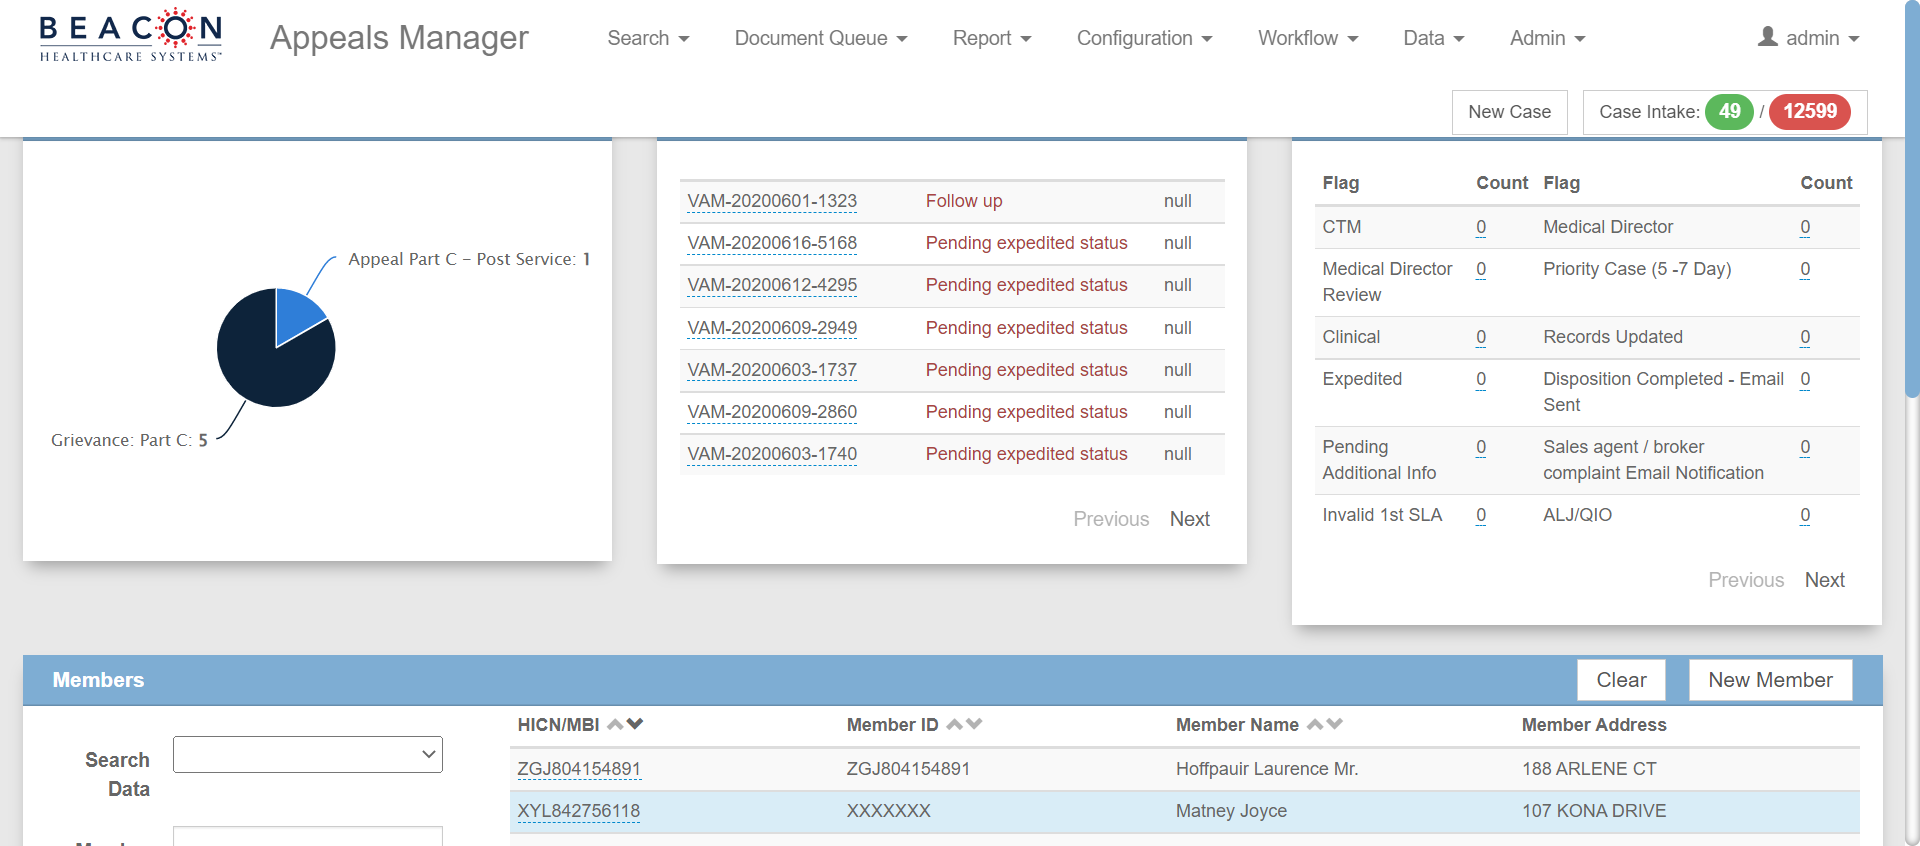 BEACON
HEALTHCARE SYSTEMS™
Appeals Manager
Search
Document Queue
Report
Configuration
Workflow
Data
Admin
admin
New Case
Case Intake: 49 / 12599
Appeal Part C - Post Service: 1
Grievance: Part C: 5
VAM-20200601-1323 Follow up null
VAM-20200616-5168 Pending expedited status null
VAM-20200612-4295 Pending expedited status null
VAM-20200609-2949 Pending expedited status null
VAM-20200603-1737 Pending expedited status null
VAM-20200609-2860 Pending expedited status null
VAM-20200603-1740 Pending expedited status null
Previous Next
Flag Count Flag Count
CTM 0 Medical Director 0
Medical Director 0 Priority Case (5 -7 Day) 0
Review
Clinical 0 Records Updated 0
Expedited 0 Disposition Completed - Email 0
Sent
Pending 0 Sales agent / broker 0
Additional Info complaint Email Notification
Invalid 1st SLA 0 ALJ/QIO 0
Previous Next
Members
Clear
New Member
Search
Data
HICN/MBI Member ID Member Name Member Address
ZGJ804154891 ZGJ804154891 Hoffpauir Laurence Mr. 188 ARLENE CT
XYL842756118 XXXXXXX Matney Joyce 107 KONA DRIVE